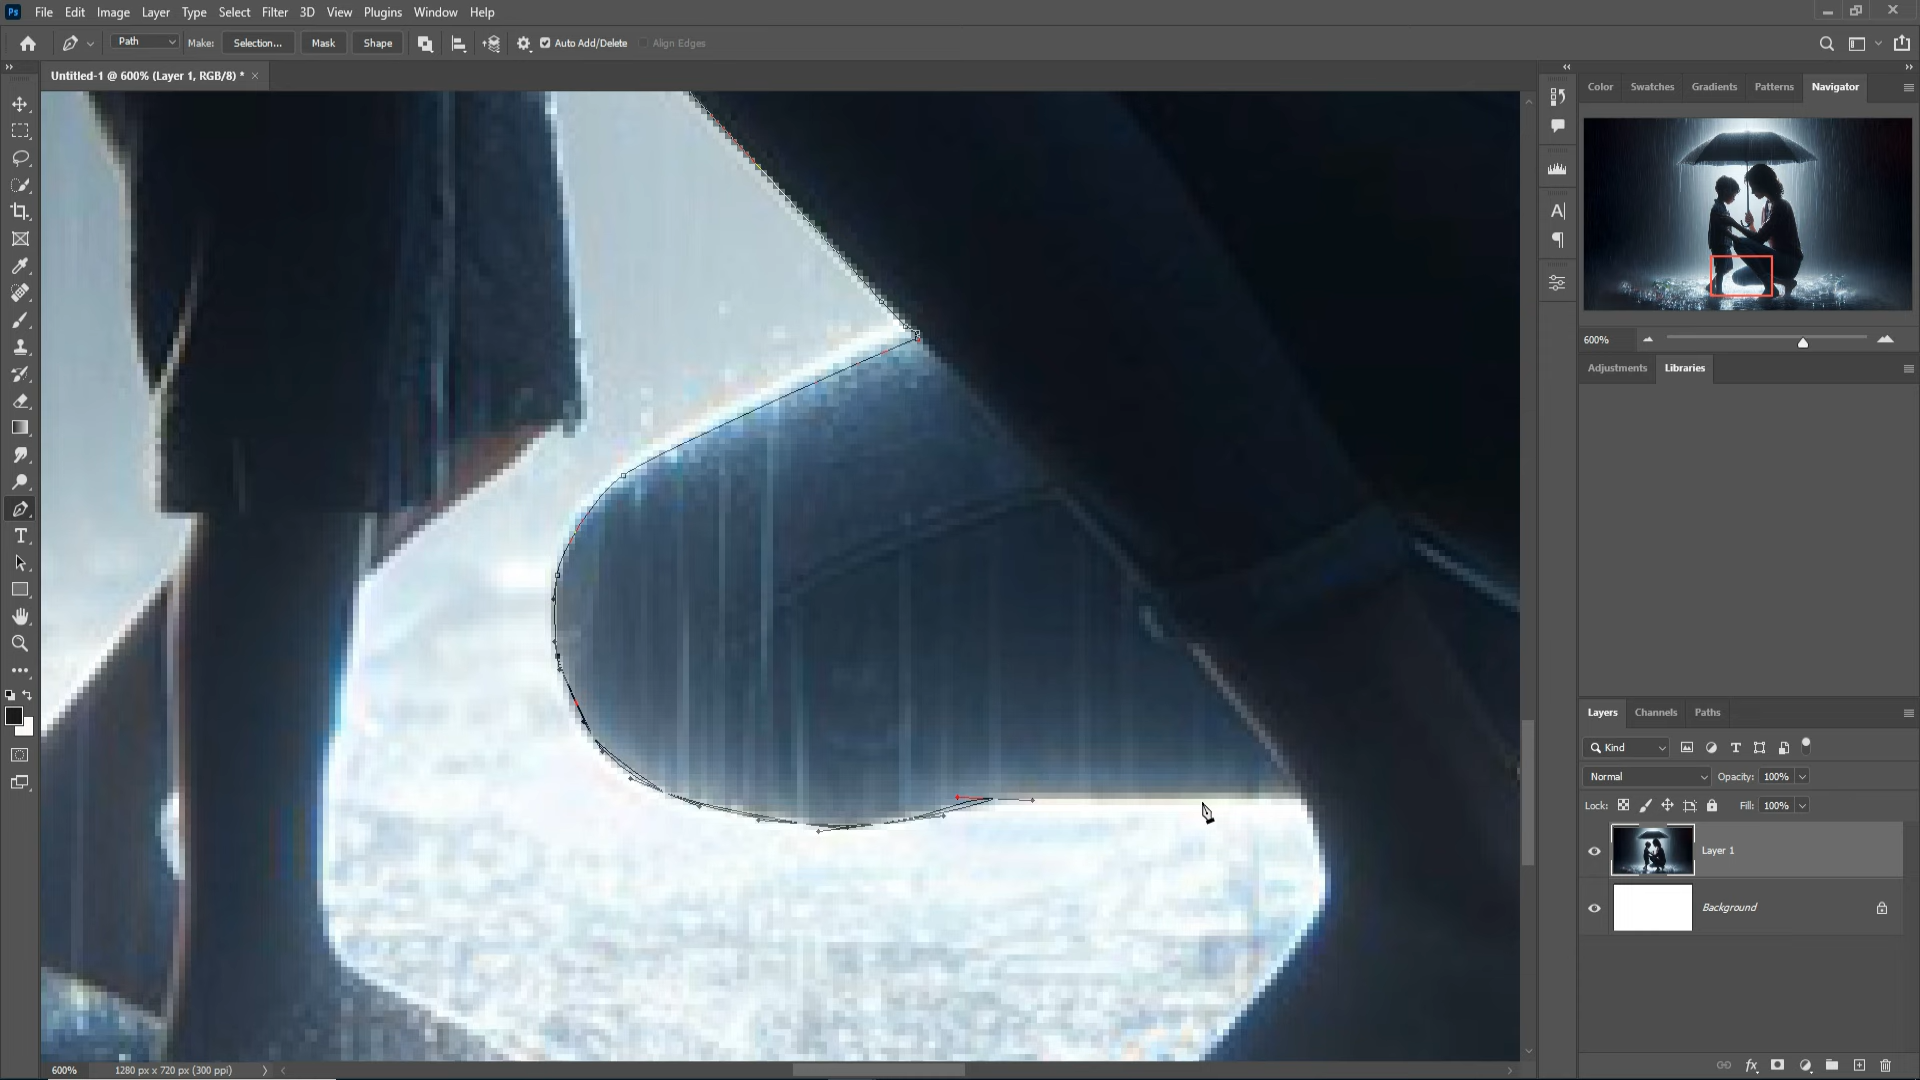 Ps File Edit Image Layer Type Select Filter 3D View Plugins Window Help
Path Make: Selection... Mask Shape Auto Add/Delete Align Edges
Untitled-1 @ 600% (Layer 1, RGB/8) *
Color Swatches Gradients Patterns Navigator
600%
Adjustments Libraries
Layers Channels Paths
Kind
Normal Opacity: 100%
Lock: Fill: 100%
Layer 1
Background
600% 1280 px x 720 px (300 ppi)